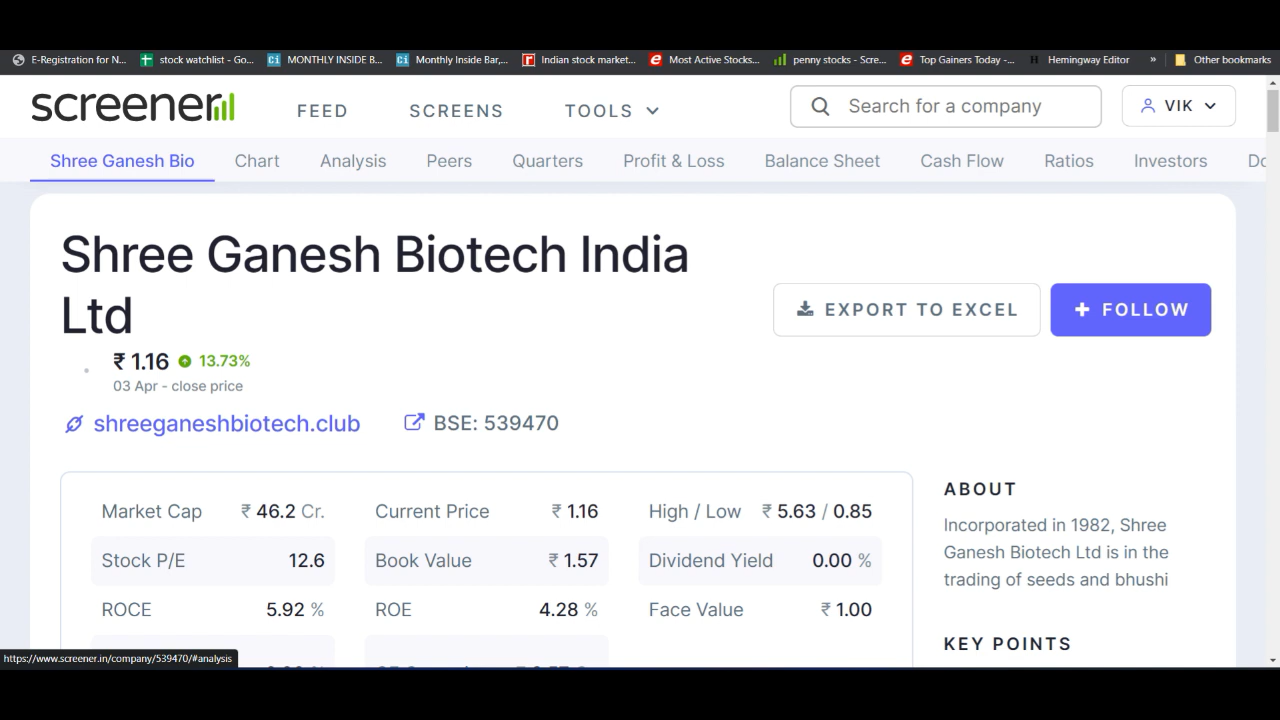 E-Registration for N... stock watchlist - Go... MONTHLY INSIDE B... Monthly Inside Bar,... Indian stock market... Most Active Stocks... penny stocks - Scre... Top Gainers Today -... Hemingway Editor » Other bookmarks
screener FEED SCREENS TOOLS Search for a company VIK
Shree Ganesh Bio Chart Analysis Peers Quarters Profit & Loss Balance Sheet Cash Flow Ratios Investors Do
Shree Ganesh Biotech India
Ltd
EXPORT TO EXCEL + FOLLOW
₹ 1.16 13.73%
03 Apr - close price
shreeganeshbiotech.club BSE: 539470
Market Cap ₹ 46.2 Cr. Current Price ₹ 1.16 High / Low ₹ 5.63 / 0.85
Stock P/E 12.6 Book Value ₹ 1.57 Dividend Yield 0.00 %
ROCE 5.92 % ROE 4.28 % Face Value ₹ 1.00
ABOUT
Incorporated in 1982, Shree
Ganesh Biotech Ltd is in the
trading of seeds and bhushi
KEY POINTS
https://www.screener.in/company/539470/#analysis